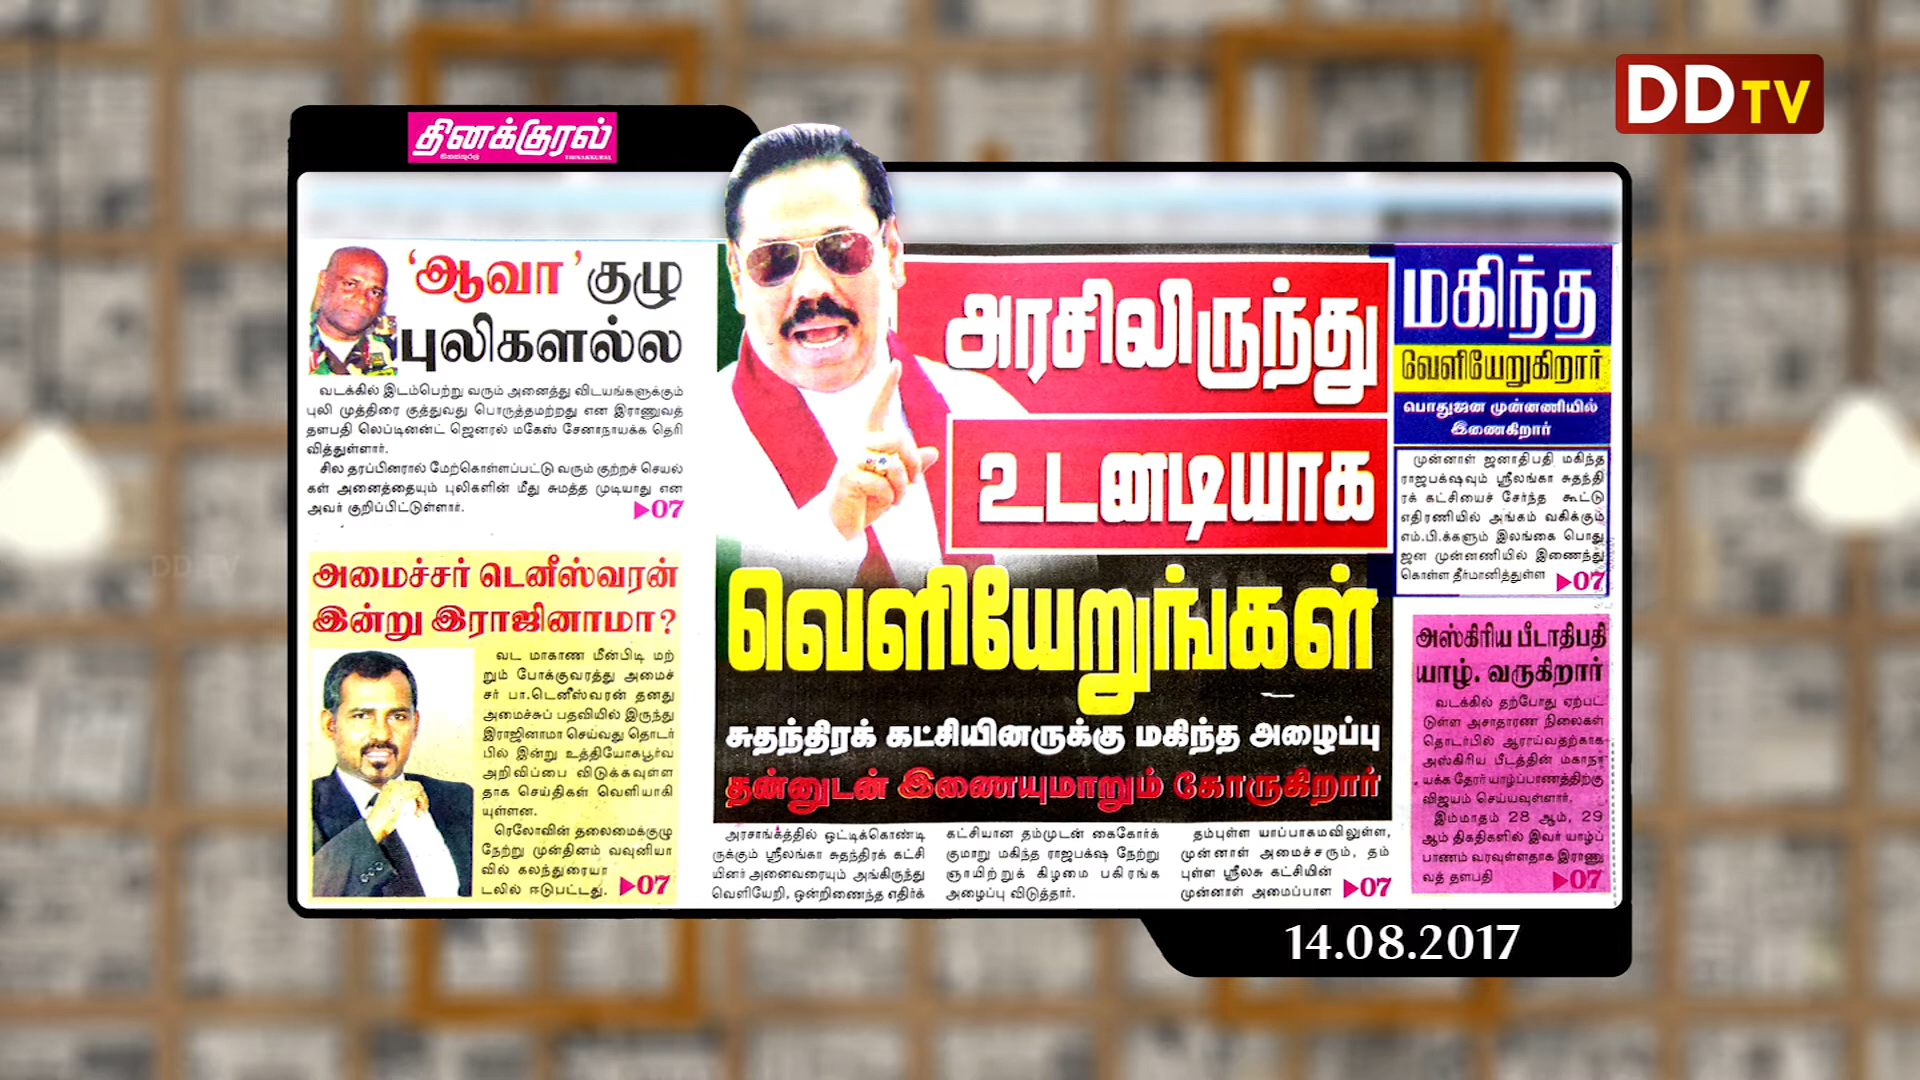 DD TV
தினக்குரல்
THINAKKURAL
'ஆவா' குழு
புலிகளல்ல
வடக்கில் இடம்பெற்று வரும் அனைத்து விடயங்களுக்கும்
புலி முத்திரை குத்துவது பொருத்தமற்றது என இராணுவத்
தளபதி லெப்டினன்ட் ஜெனரல் மகேஸ் சேனாநாயக்க தெரி
வித்துள்ளார்.
சில தரப்பினரால் மேற்கொள்ளப்பட்டு வரும் குற்றச் செயல்
கள் அனைத்தையும் புலிகளின் மீது சுமத்த முடியாது என
அவர் குறிப்பிட்டுள்ளார்.
▶07
அமைச்சர் டெனீஸ்வரன்
இன்று இராஜினாமா?
வட மாகாண மீன்பிடி மற்
றும் போக்குவரத்து அமைச்
சர் பா.டெனீஸ்வரன் தனது
அமைச்சுப் பதவியில் இருந்து
இராஜினாமா செய்வது தொடர்
பில் இன்று உத்தியோகபூர்வ
அறிவிப்பை விடுக்கவுள்ள
தாக செய்திகள் வெளியாகி
யுள்ளன.
ரெலோவின் தலைமைக்குழு
நேற்று முன்தினம் வவுனியா
வில் கலந்துரையா
டலில் ஈடுபட்டது. ▶07
அரசிலிருந்து
உடனடியாக
வெளியேறுங்கள்
சுதந்திரக் கட்சியினருக்கு மகிந்த அழைப்பு
தன்னுடன் இணையுமாறும் கோருகிறார்
அரசாங்கத்தில் ஒட்டிக்கொண்டி
ருக்கும் ஸ்ரீலங்கா சுதந்திரக் கட்சி
யினர் அனைவரையும் அங்கிருந்து
வெளியேறி, ஒன்றிணைந்த எதிர்க்
கட்சியான தம்முடன் கைகோர்க்
குமாறு மகிந்த ராஜபக்ஷ நேற்று
ஞாயிற்றுக் கிழமை பகிரங்க
அழைப்பு விடுத்தார்.
தம்புள்ள யாப்பாகமவிலுள்ள,
முன்னாள் அமைச்சரும், தம்
புள்ள ஸ்ரீலசு கட்சியின்
முன்னாள் அமைப்பாள ▶07
மகிந்த
வேளியேறுகிறார்
பொதுஜன முன்னணியில்
இணைகிறார்
முன்னாள் ஜனாதிபதி மகிந்த
ராஜபக்ஷவும் ஸ்ரீலங்கா சுதந்தி
ரக் கட்சியைச் சேர்ந்த கூட்டு
எதிரணியில் அங்கம் வகிக்கும்
எம்.பி.க்களும் இலங்கை பொது
ஜன முன்னணியில் இணைந்து
கொள்ள தீர்மானித்துள்ள ▶07
அஸ்கிரிய பீடாதிபதி
யாழ். வருகிறார்
வடக்கில் தற்போது ஏற்பட்
டுள்ள அசாதாரண நிலைகள்
தொடர்பில் ஆராய்வதற்காக
அஸ்கிரிய பீடத்தின் மகாநா
யக்க தேரர் யாழ்ப்பாணத்திற்கு
விஜயம் செய்யவுள்ளார்.
இம்மாதம் 28 ஆம், 29
ஆம் திகதிகளில் இவர் யாழ்ப்
பாணம் வரவுள்ளதாக இராணு
வத் தளபதி ▶07
14.08.2017